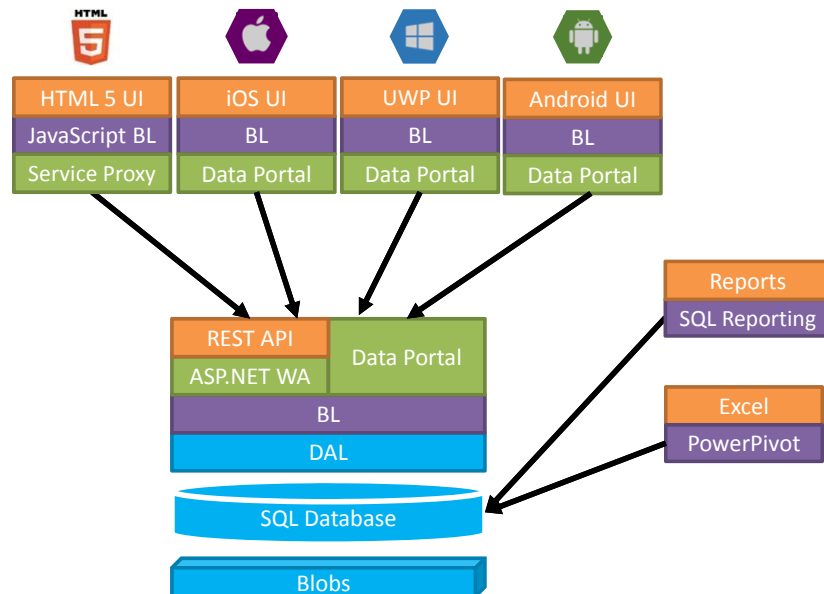 HTML
5
HTML 5 UI
JavaScript BL
Service Proxy
iOS UI
BL
Data Portal
UWP UI
BL
Data Portal
Android UI
BL
Data Portal
REST API
ASP.NET WA
Data Portal
BL
DAL
SQL Database
Blobs
Reports
SQL Reporting
Excel
PowerPivot